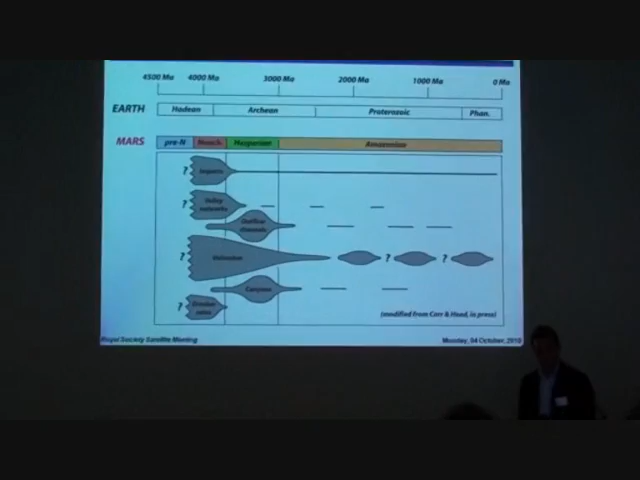 4500 Ma 4000 Ma 3000 Ma 2000 Ma 1000 Ma 0 Ma
EARTH Hadean Archean Proterozoic Phan.
MARS pre-N Noach. Hesperian Amazonian
? Impacts
? Valley networks
Outflow channels
? Volcanism ? ?
Canyons
?
(modified from Carr & Head, in press)
Royal Society Satellite Meeting Monday, 04 October, 2010